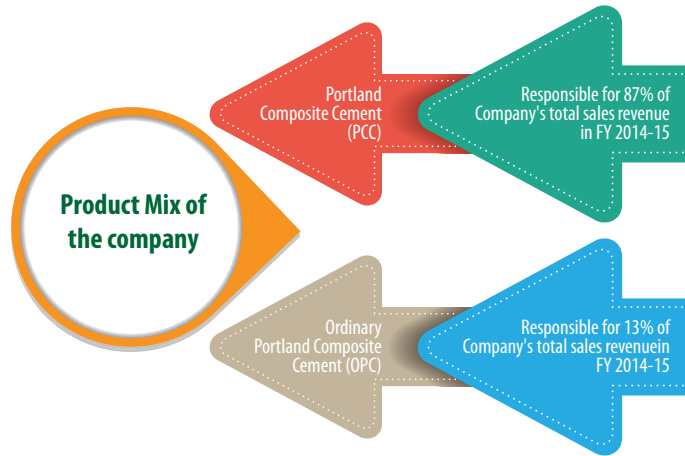 Product Mix of
the company
Portland
Composite Cement
(PCC)
Responsible for 87% of
Company's total sales revenue
in FY 2014-15
Ordinary
Portland Composite
Cement (OPC)
Responsible for 13% of
Company's total sales revenuein
FY 2014-15